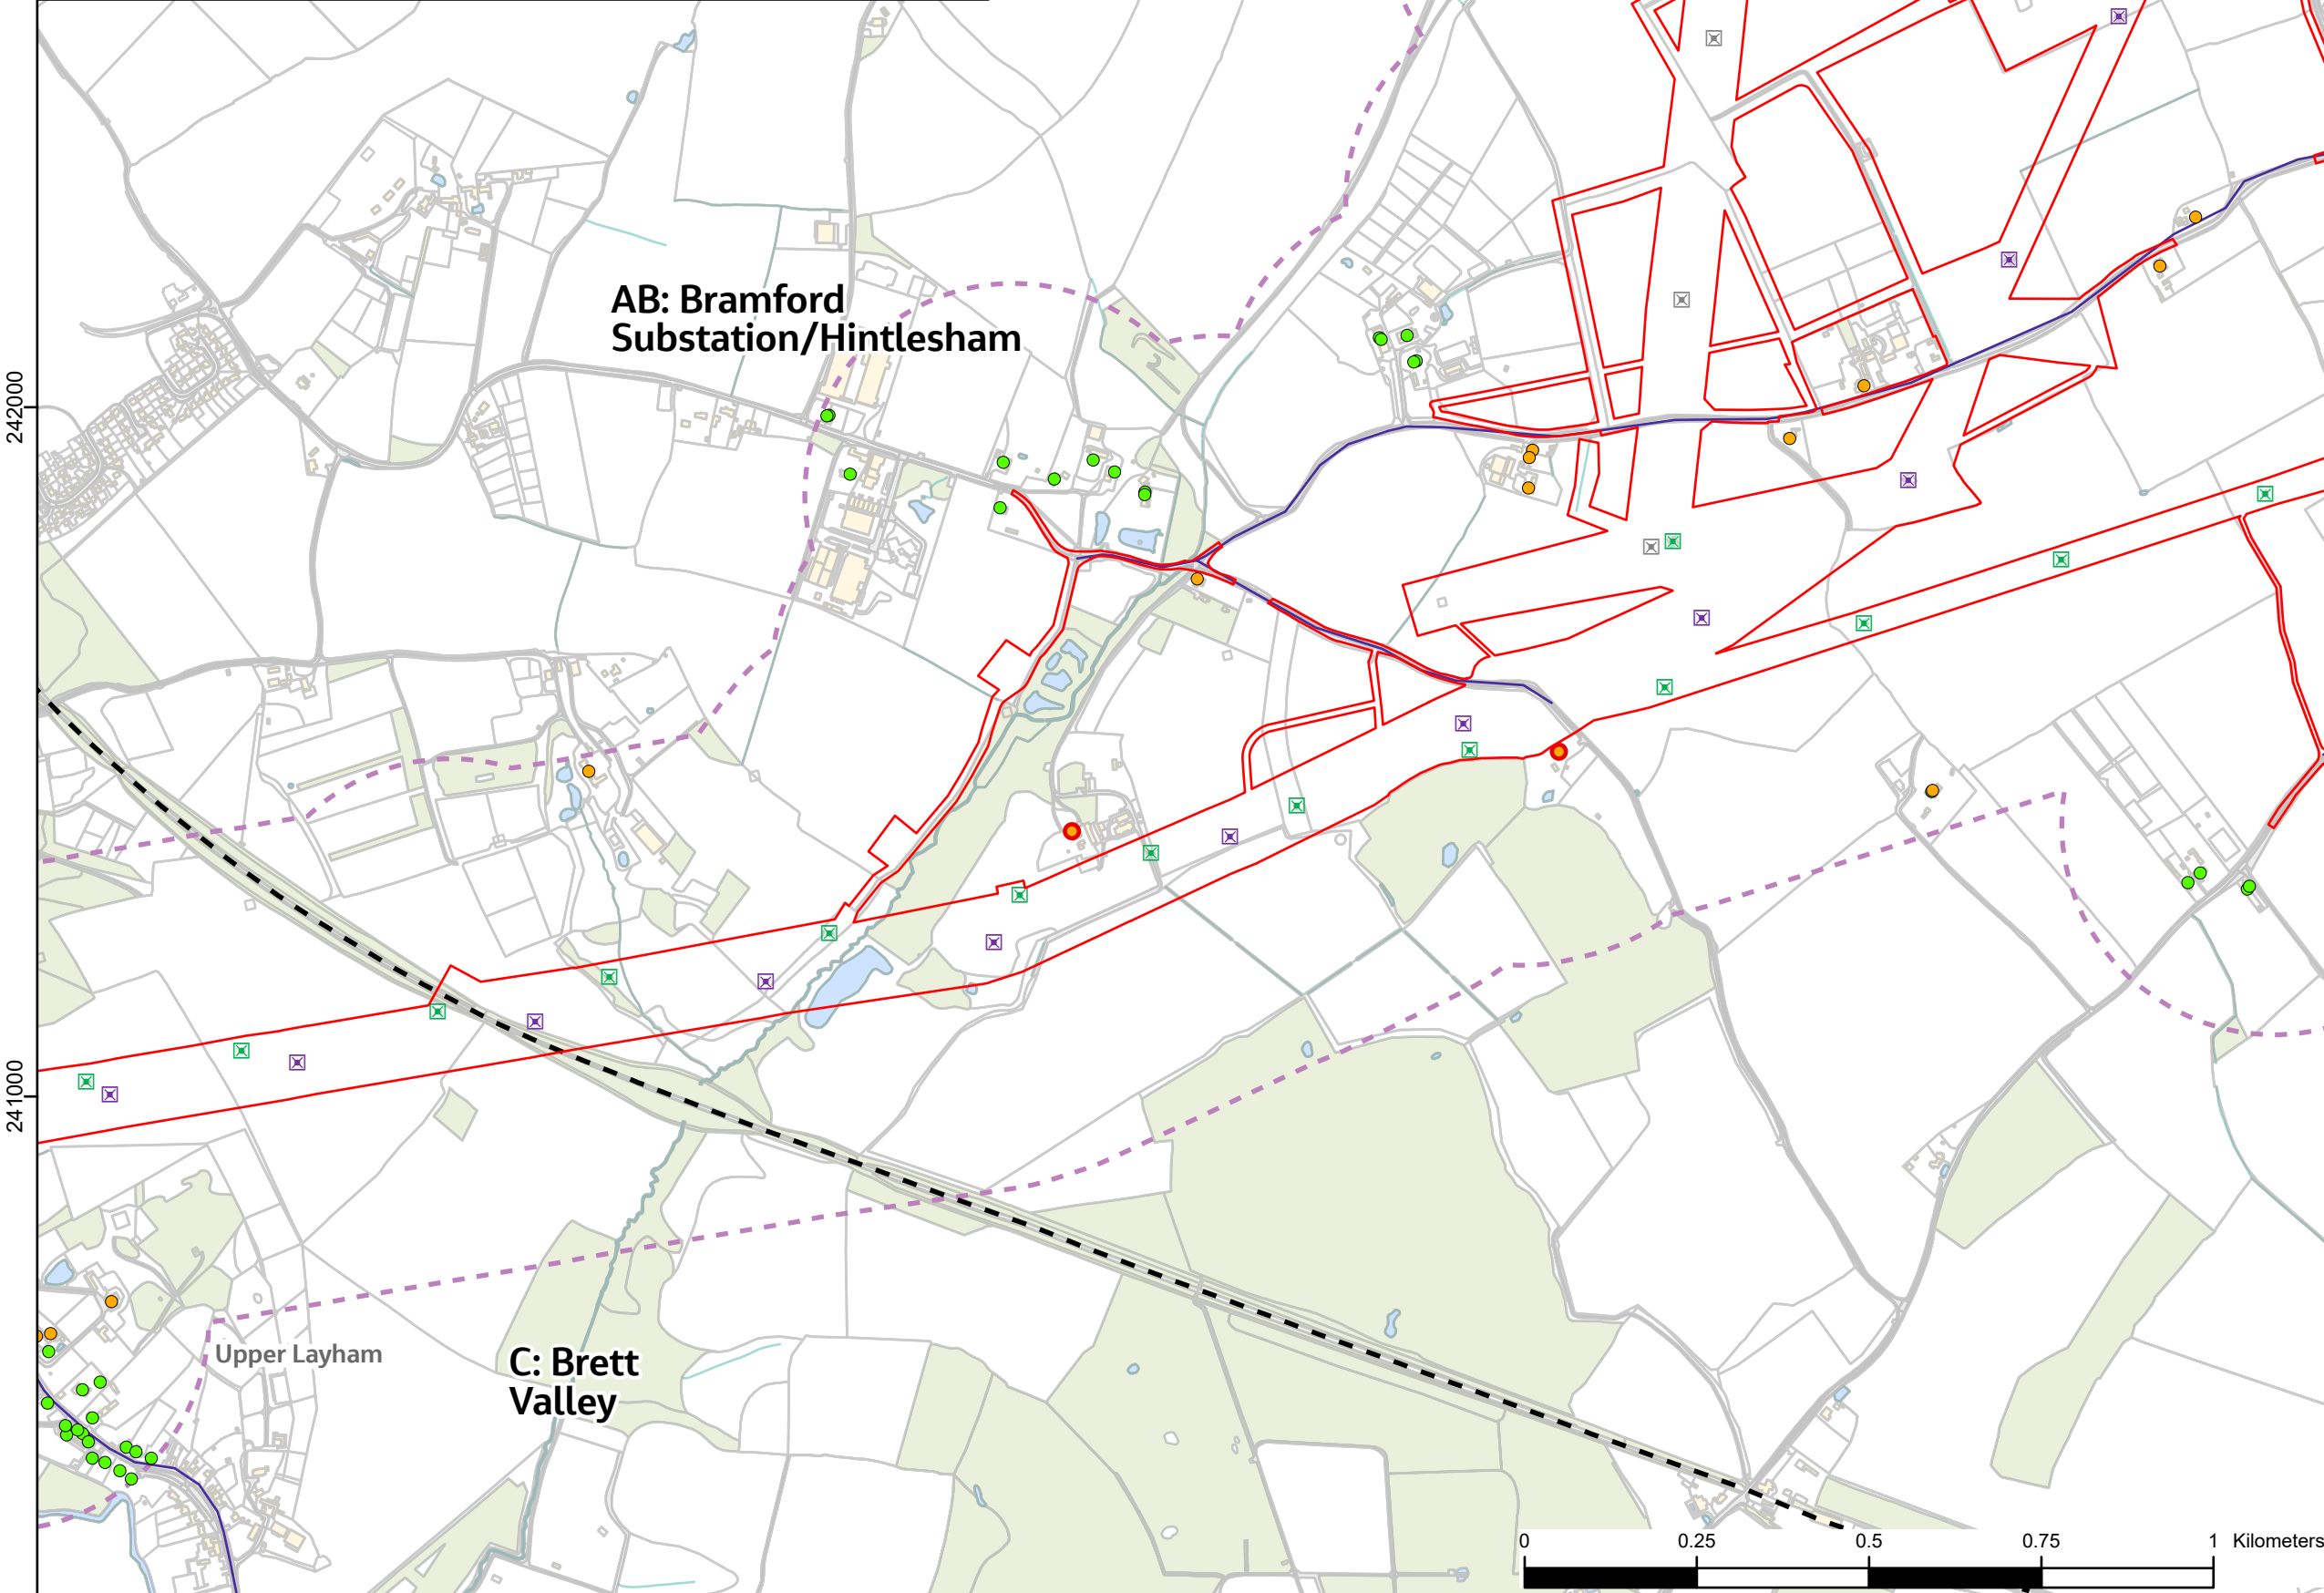 AB: Bramford
Substation/Hintlesham
242000
241000
Upper Layham
C: Brett
Valley
0 0.25 0.5 0.75 1 Kilometers